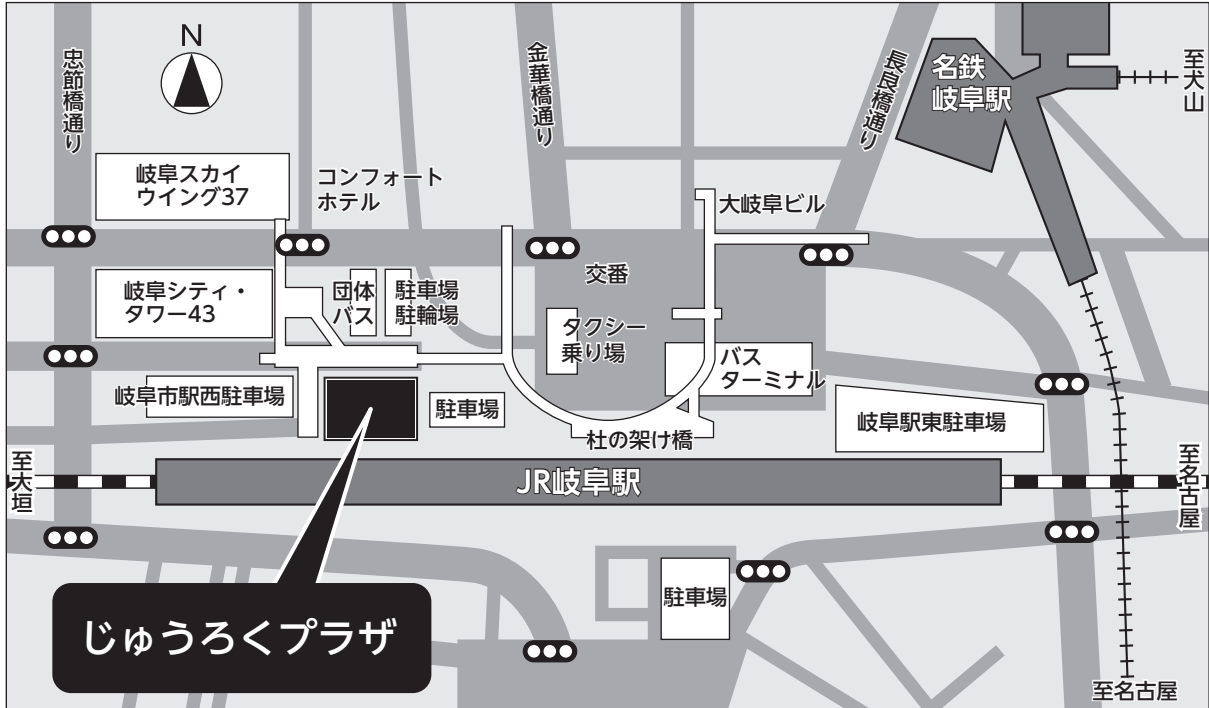 N
忠節橋通り
金華橋通り
長良橋通り
名鉄
岐阜駅
至犬山
岐阜スカイ
ウイング37
コンフォート
ホテル
大岐阜ビル
岐阜シティ・
タワー43
団体
バス
駐車場
駐輪場
交番
タクシー
乗り場
バス
ターミナル
岐阜市駅西駐車場
駐車場
杜の架け橋
岐阜駅東駐車場
至大垣
JR岐阜駅
至名古屋
じゅうろくプラザ
駐車場
至名古屋